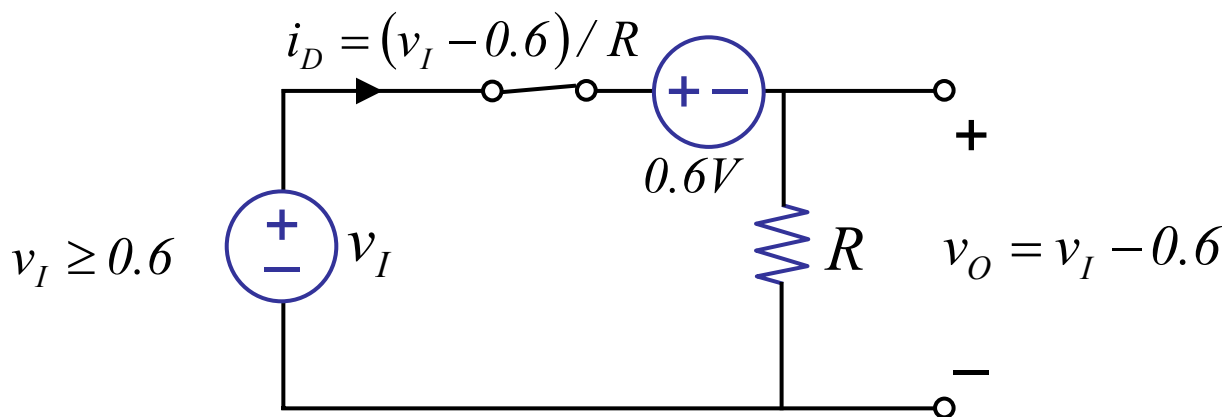 i_D = (v_I − 0.6) / R
+ −
0.6V
+
+
−
v_I
v_I ≥ 0.6
R
v_O = v_I − 0.6
−